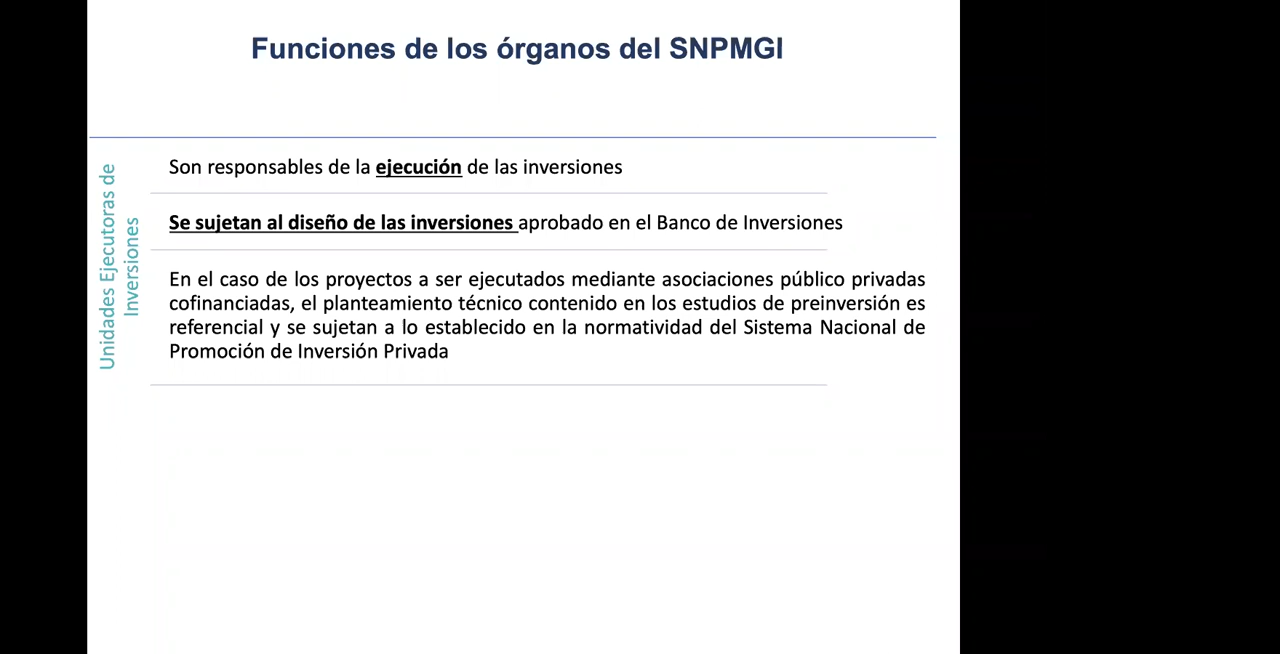 Funciones de los órganos del SNPMGI
Unidades Ejecutoras de
Inversiones
Son responsables de la ejecución de las inversiones
Se sujetan al diseño de las inversiones aprobado en el Banco de Inversiones
En el caso de los proyectos a ser ejecutados mediante asociaciones público privadas
cofinanciadas, el planteamiento técnico contenido en los estudios de preinversión es
referencial y se sujetan a lo establecido en la normatividad del Sistema Nacional de
Promoción de Inversión Privada